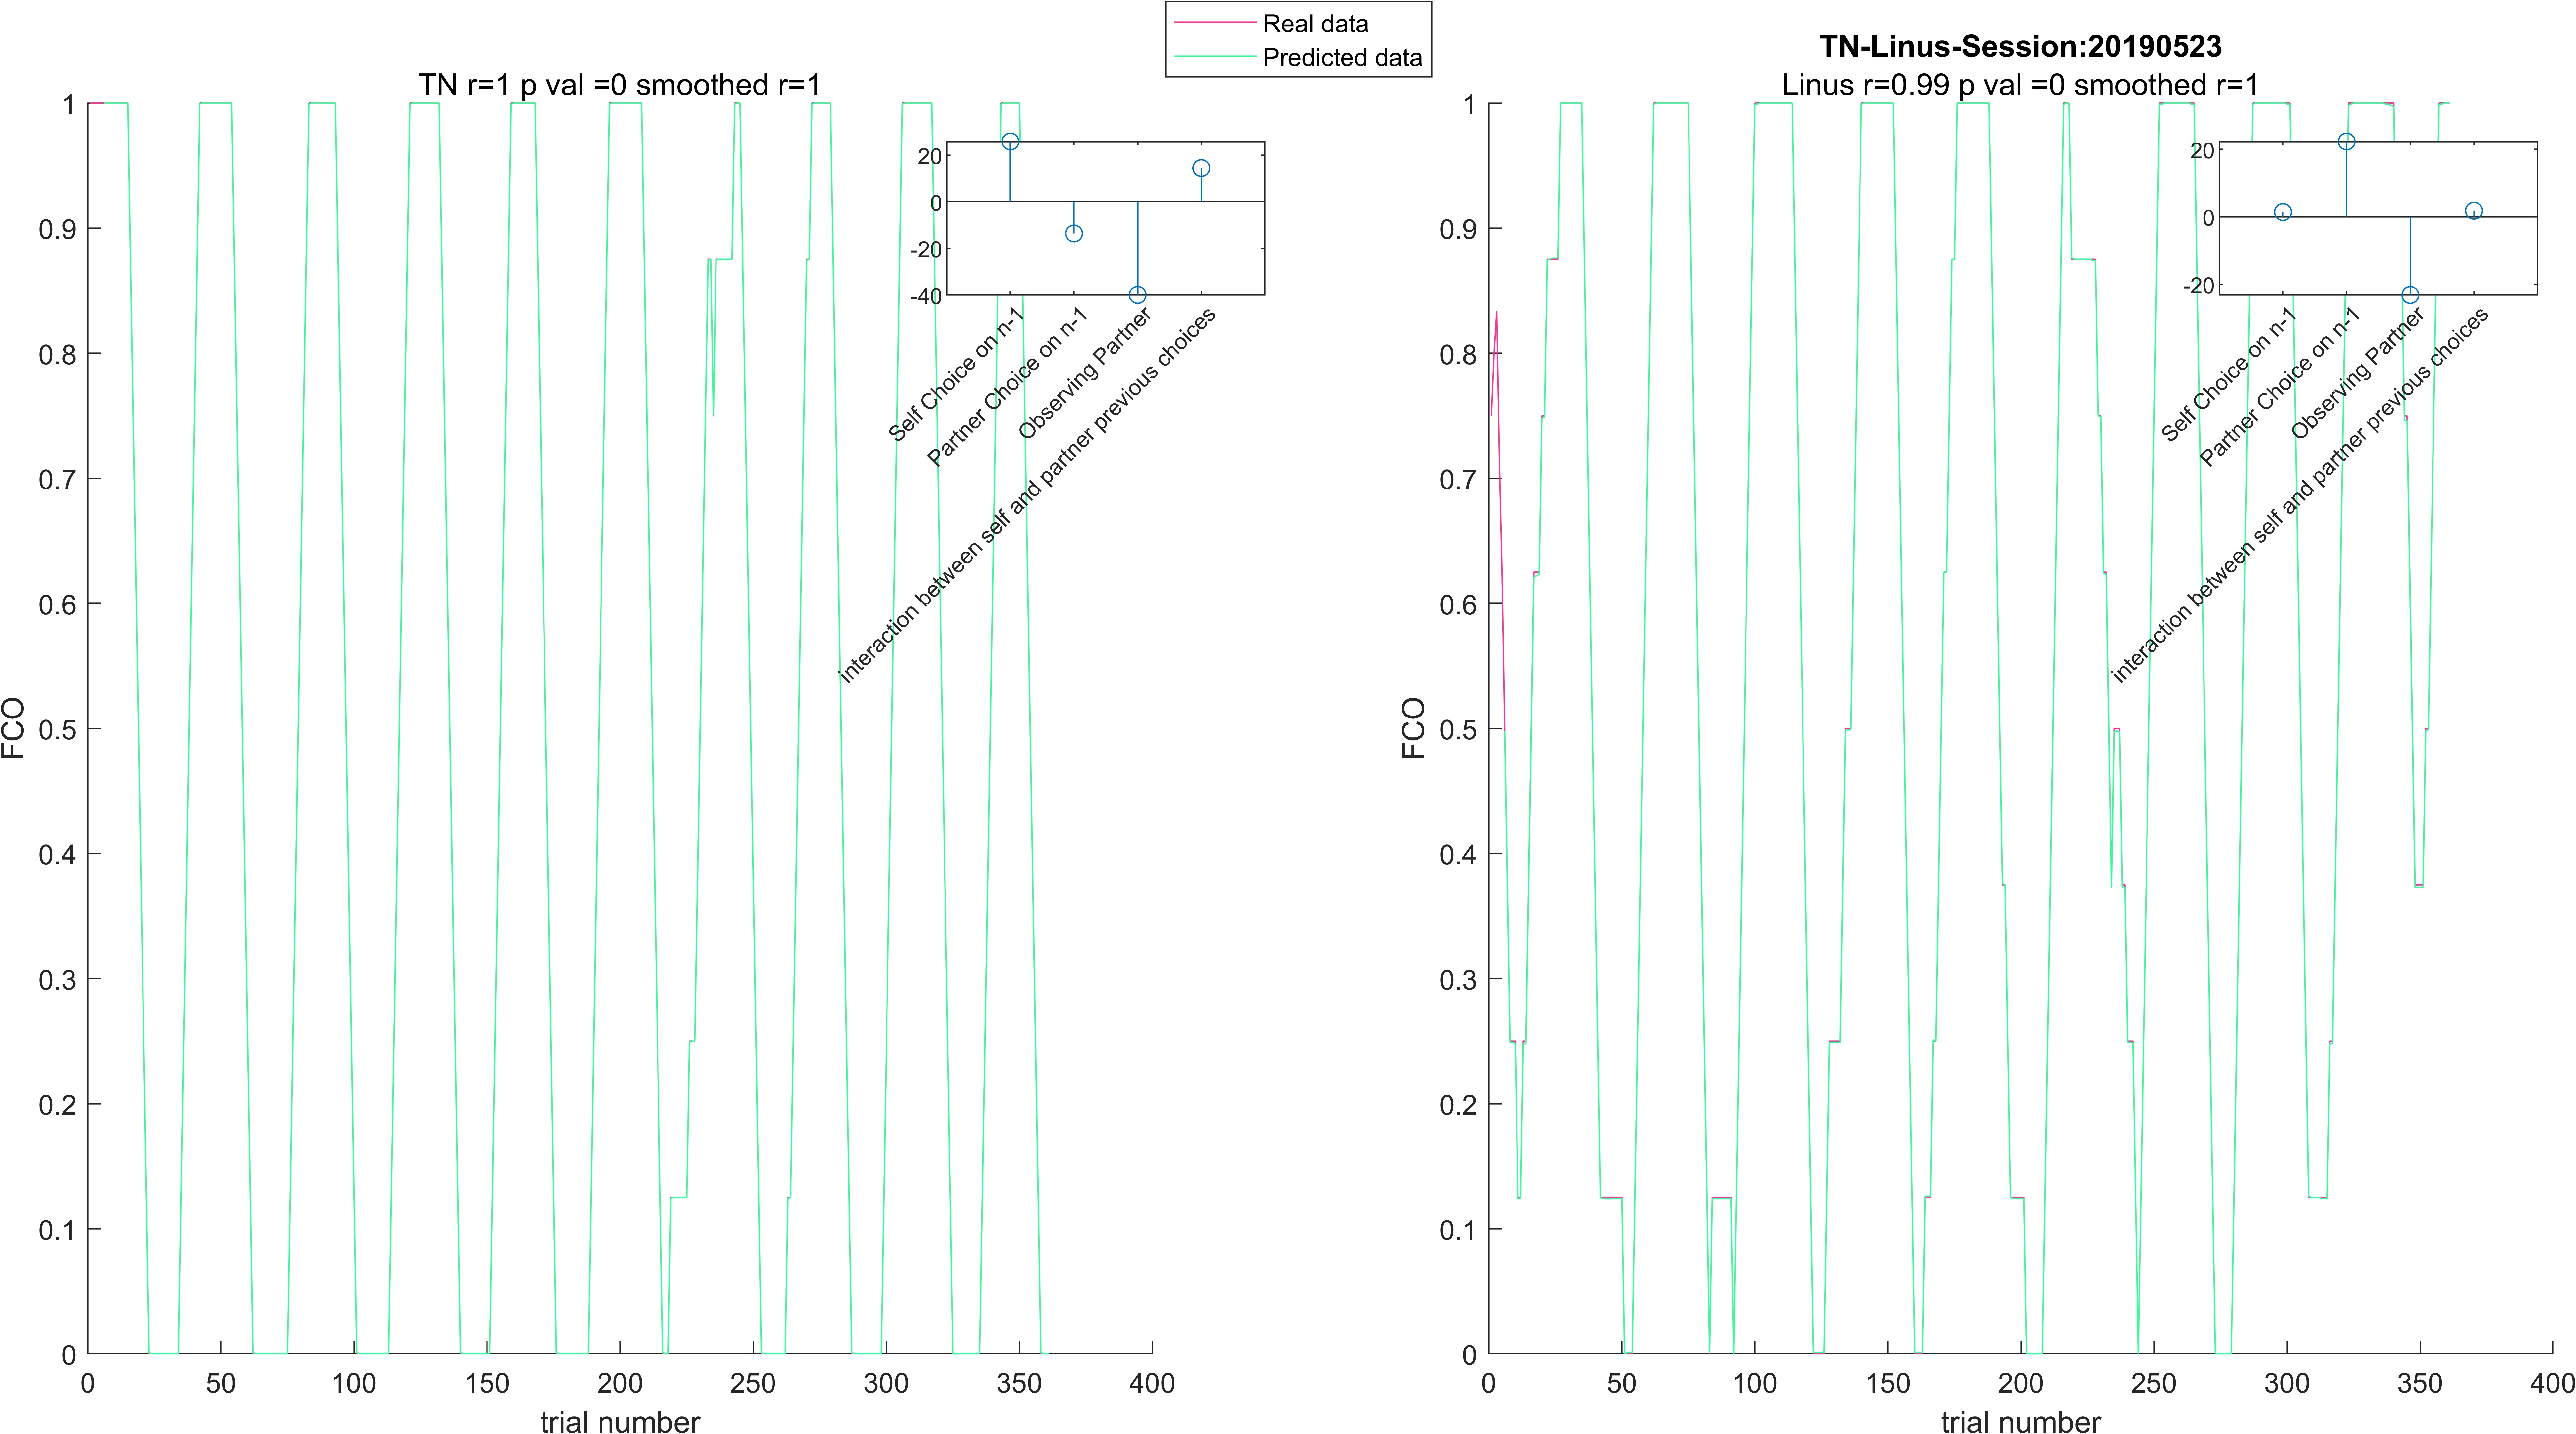 Real data
Predicted data
TN r=1 p val =0 smoothed r=1
1
0.9
0.8
0.7
0.6
0.5
0.4
0.3
0.2
0.1
0
FCO
0 50 100 150 200 250 300 350 400
trial number
20
0
-20
-40
Self Choice on n-1
Partner Choice on n-1
Observing Partner
interaction between self and partner previous choices
TN-Linus-Session:20190523
Linus r=0.99 p val =0 smoothed r=1
1
0.9
0.8
0.7
0.6
0.5
0.4
0.3
0.2
0.1
0
FCO
0 50 100 150 200 250 300 350 400
trial number
20
0
-20
Self Choice on n-1
Partner Choice on n-1
Observing Partner
interaction between self and partner previous choices